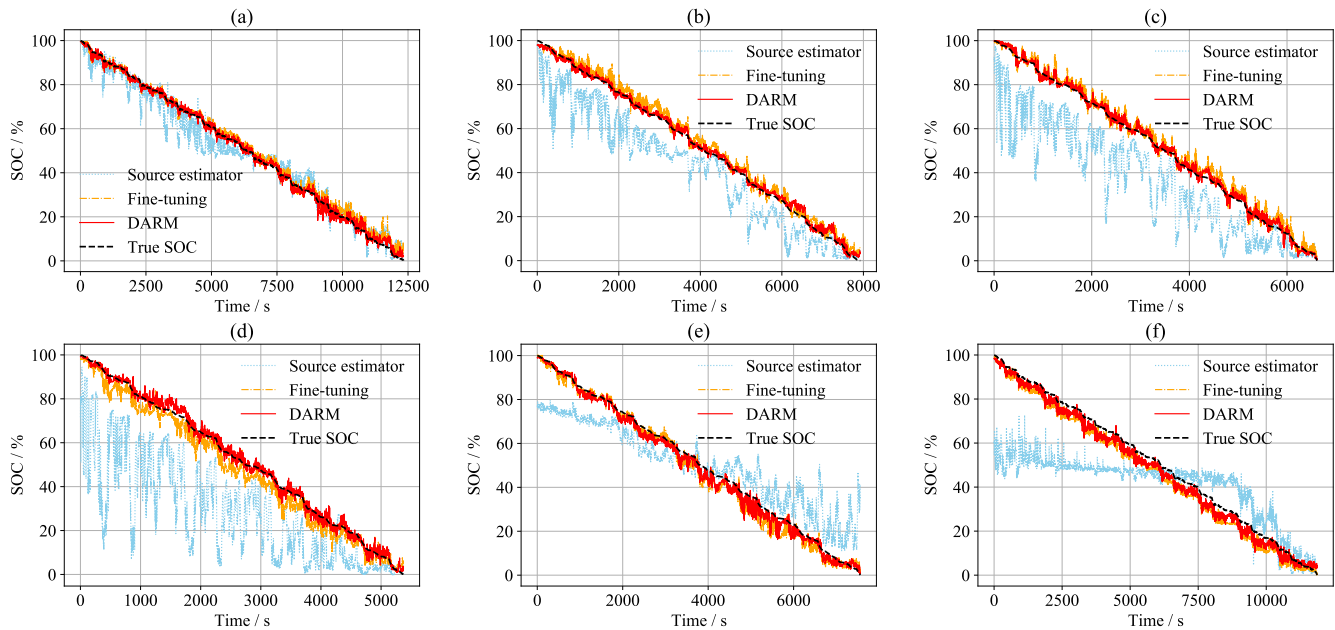 (a)
SOC / %
100
80
60
40
20
0
Source estimator
Fine-tuning
DARM
True SOC
0 2500 5000 7500 10000 12500
Time / s
(b)
SOC / %
100
80
60
40
20
0
Source estimator
Fine-tuning
DARM
True SOC
0 2000 4000 6000 8000
Time / s
(c)
SOC / %
100
80
60
40
20
0
Source estimator
Fine-tuning
DARM
True SOC
0 2000 4000 6000
Time / s
(d)
SOC / %
100
80
60
40
20
0
Source estimator
Fine-tuning
DARM
True SOC
0 1000 2000 3000 4000 5000
Time / s
(e)
SOC / %
100
80
60
40
20
0
Source estimator
Fine-tuning
DARM
True SOC
0 2000 4000 6000
Time / s
(f)
SOC / %
100
80
60
40
20
0
Source estimator
Fine-tuning
DARM
True SOC
0 2500 5000 7500 10000
Time / s